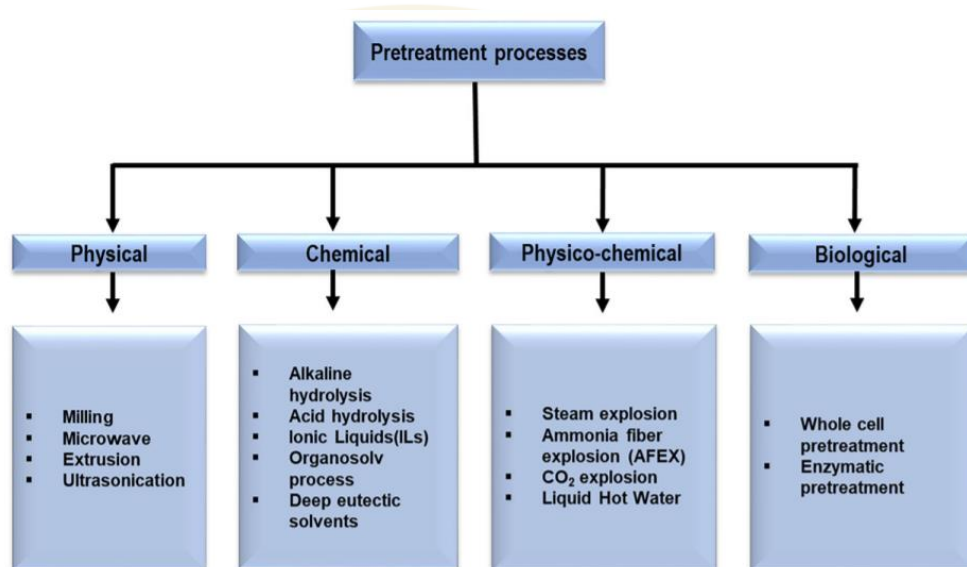 Pretreatment processes
Physical
Chemical
Physico-chemical
Biological
▪ Milling
▪ Microwave
▪ Extrusion
▪ Ultrasonication
▪ Alkaline
hydrolysis
▪ Acid hydrolysis
▪ Ionic Liquids(ILs)
▪ Organosolv
process
▪ Deep eutectic
solvents
▪ Steam explosion
▪ Ammonia fiber
explosion (AFEX)
▪ CO₂ explosion
▪ Liquid Hot Water
▪ Whole cell
pretreatment
▪ Enzymatic
pretreatment